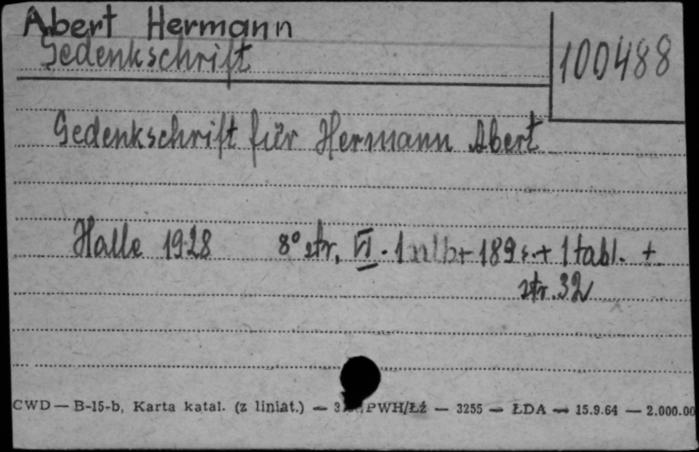 Abert Hermann
Gedenkschrift
100488
Gedenkschrift für Hermann Abert
Halle 1928 8° str. VI. 1 nlb + 189 s. + 1 tabl. +
str. 32
CWD — B-15-b, Karta katal. (z liniat.) — PWH/Łź — 3255 — ŁDA — 15.9.64 — 2.000.00